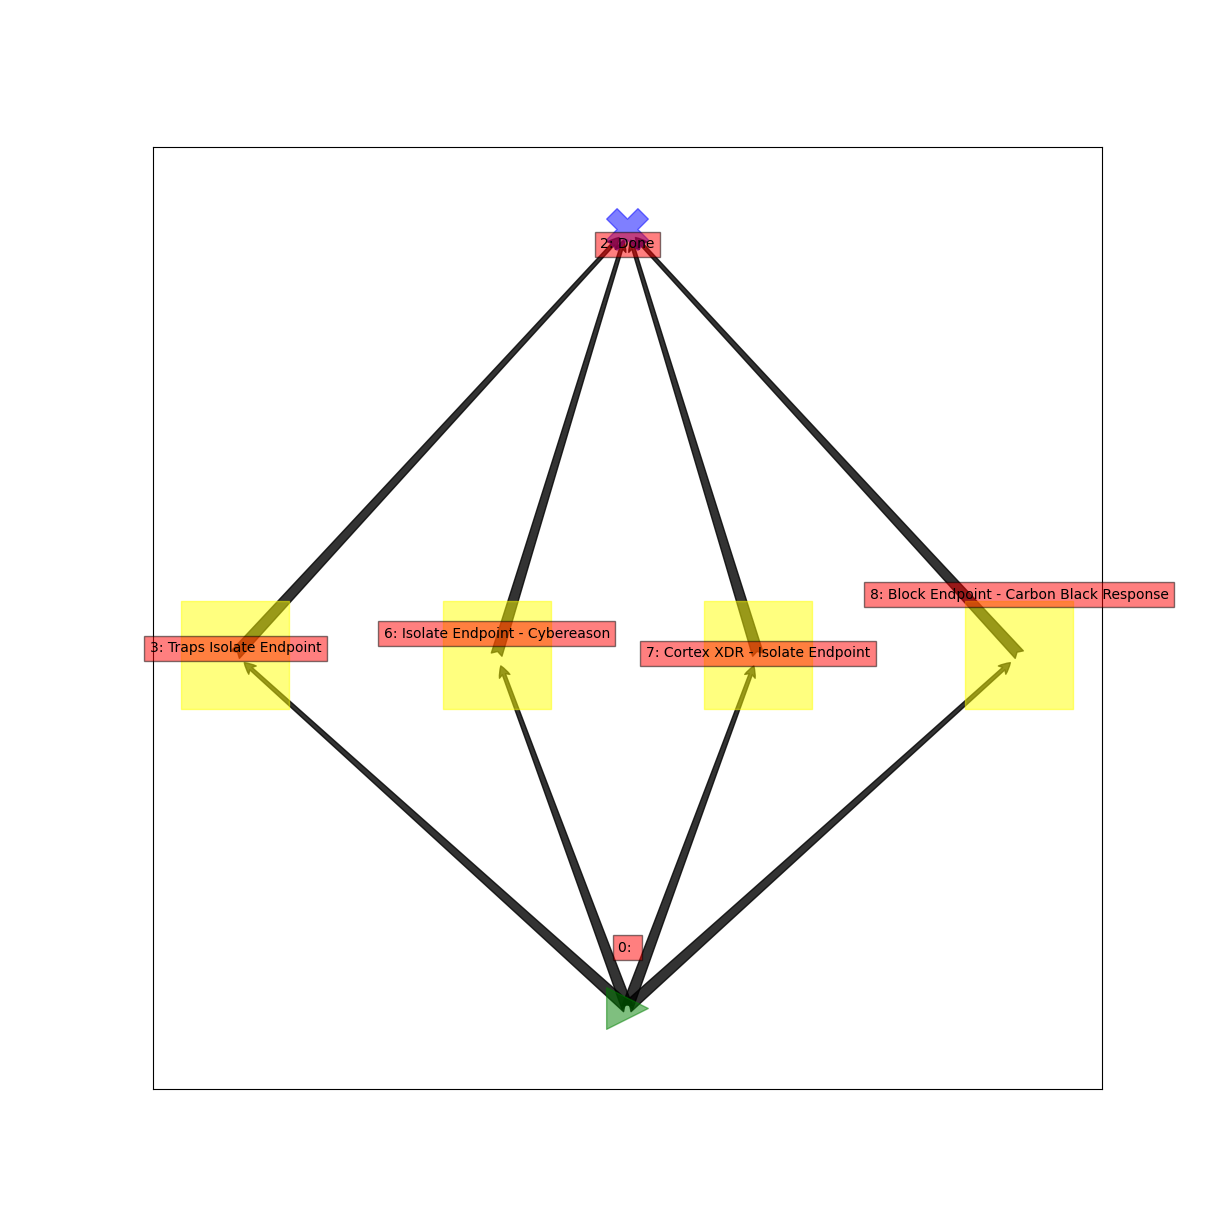 2: Done
8: Block Endpoint - Carbon Black Response
6: Isolate Endpoint - Cybereason
3: Traps Isolate Endpoint
7: Cortex XDR - Isolate Endpoint
0: